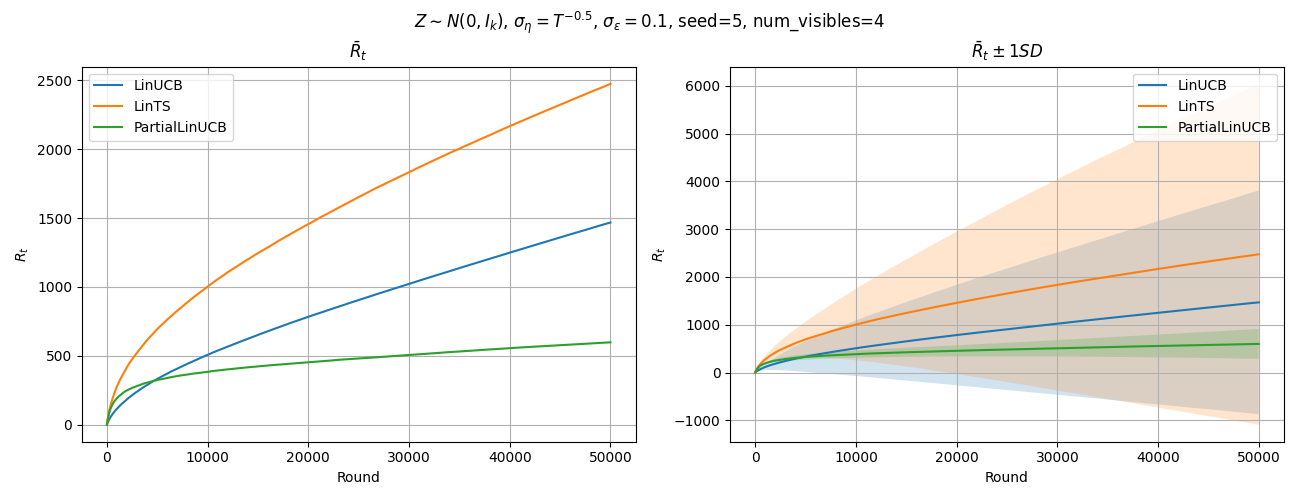 Z ∼ N(0, I_k), σ_η = T^{−0.5}, σ_ε = 0.1, seed=5, num_visibles=4
R̄_t
2500
2000
1500
1000
500
0
R_t
LinUCB
LinTS
PartialLinUCB
0 10000 20000 30000 40000 50000
Round
R̄_t ± 1SD
6000
5000
4000
3000
2000
1000
0
−1000
R_t
LinUCB
LinTS
PartialLinUCB
0 10000 20000 30000 40000 50000
Round